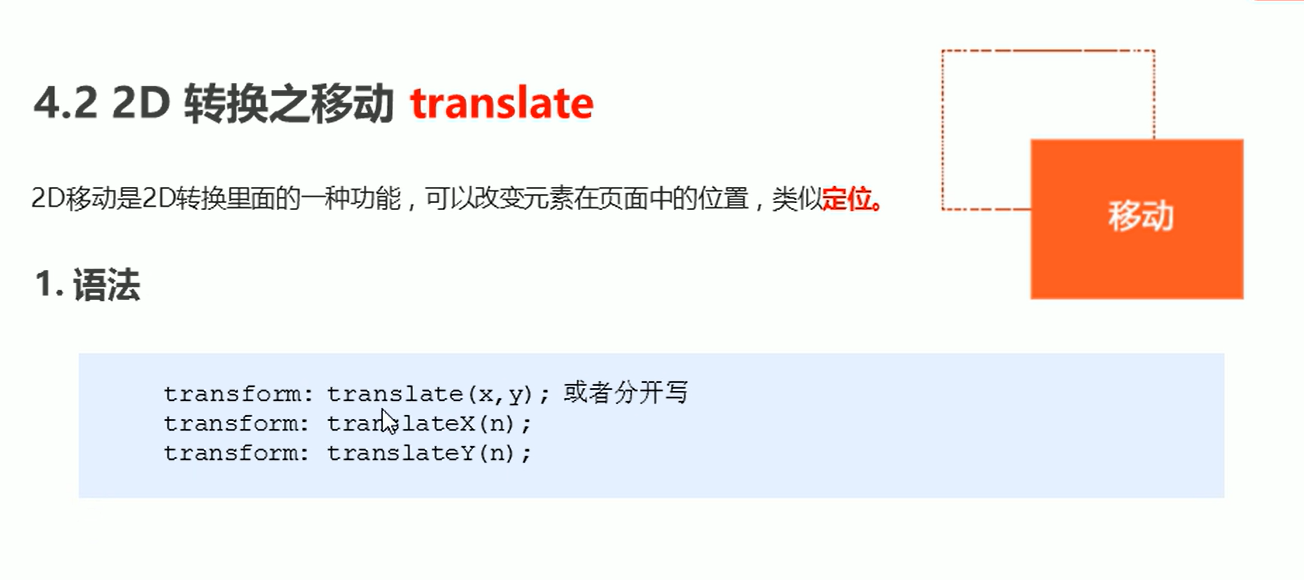 4.2 2D 转换之移动 translate
2D移动是2D转换里面的一种功能，可以改变元素在页面中的位置，类似定位。
移动
1. 语法
transform: translate(x,y); 或者分开写
transform: translateX(n);
transform: translateY(n);